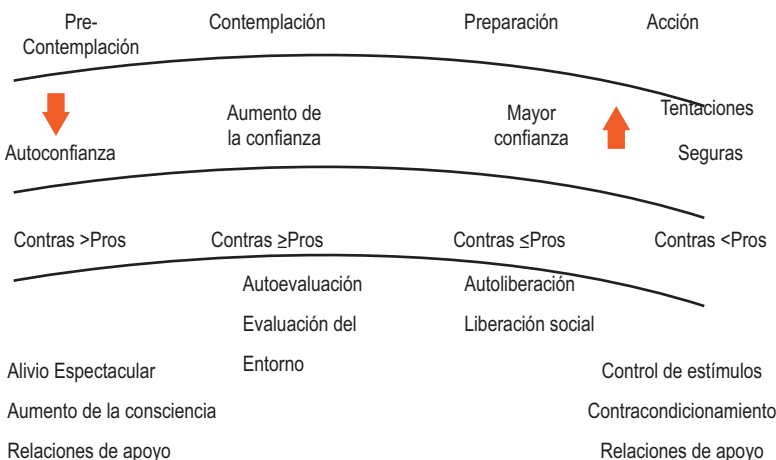 Pre-
Contemplación
Contemplación
Preparación
Acción
Autoconfianza
Aumento de
la confianza
Mayor
confianza
Tentaciones
Seguras
Contras >Pros
Contras ≥Pros
Contras ≤Pros
Contras <Pros
Autoevaluación
Evaluación del
Entorno
Autoliberación
Liberación social
Alivio Espectacular
Aumento de la consciencia
Relaciones de apoyo
Control de estímulos
Contracondicionamiento
Relaciones de apoyo